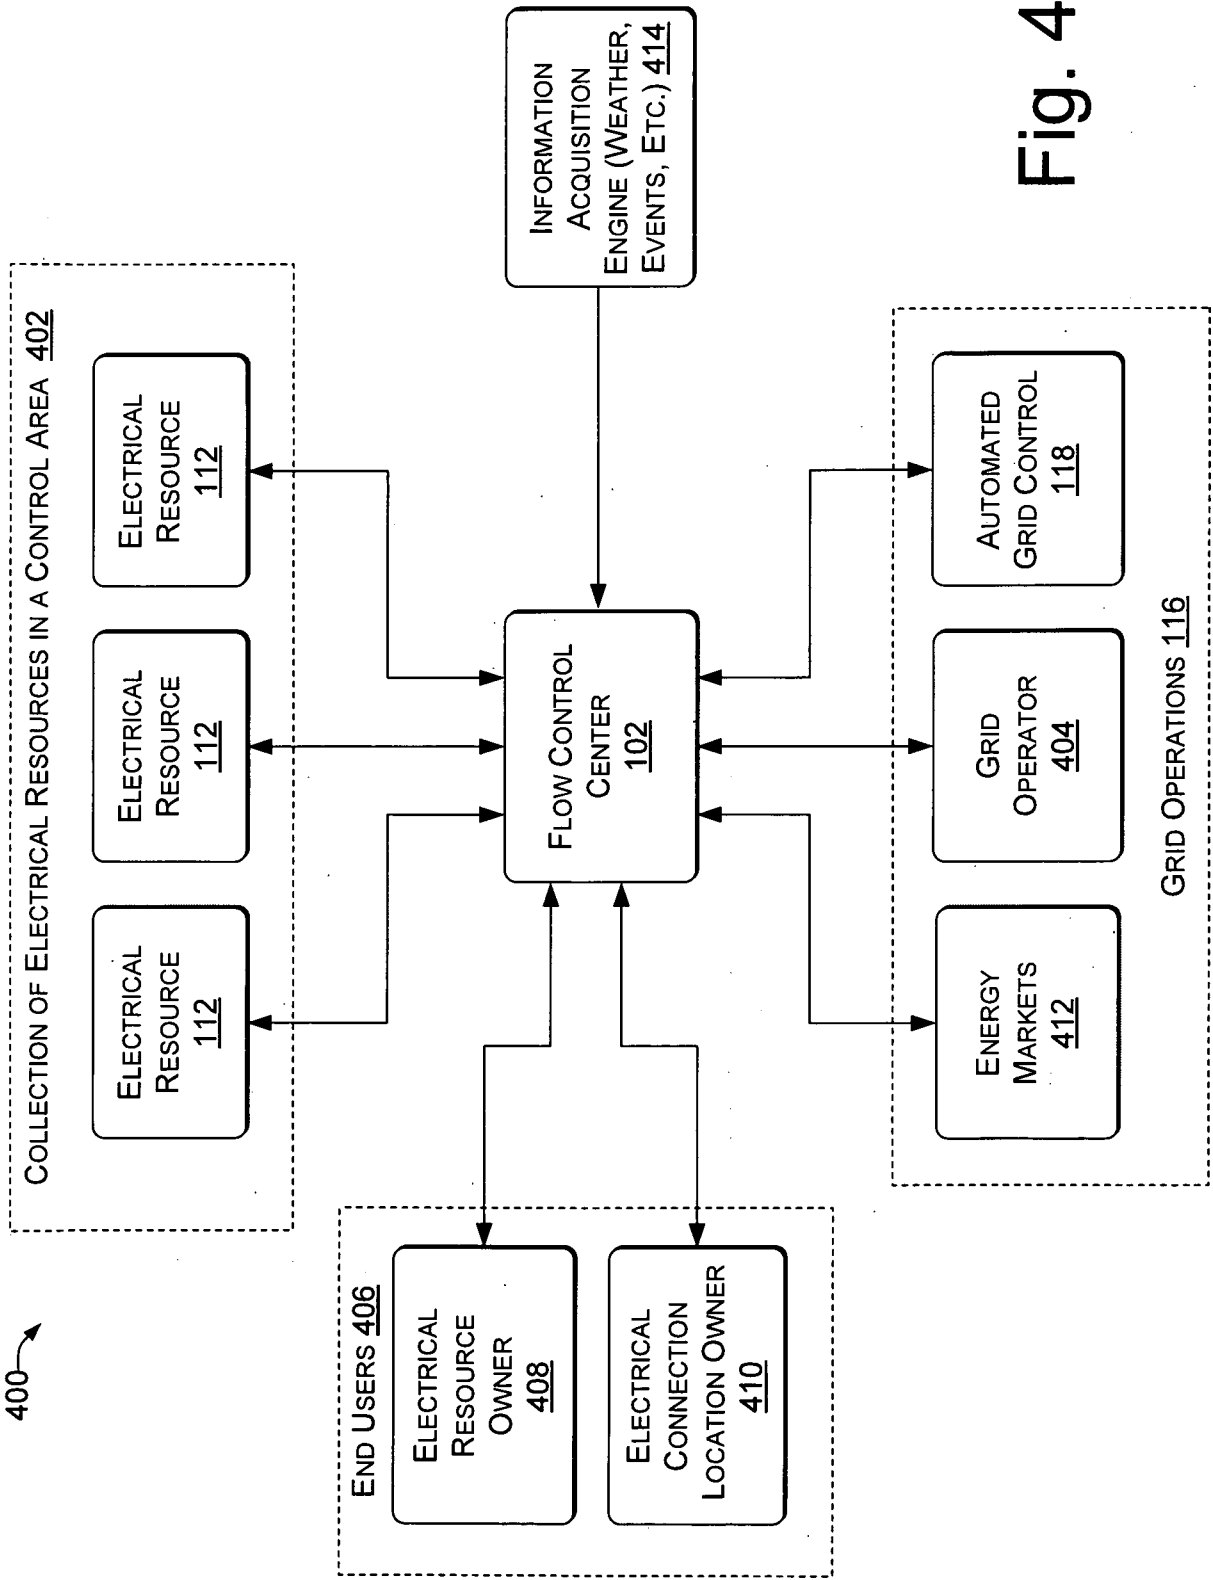 400
COLLECTION OF ELECTRICAL RESOURCES IN A CONTROL AREA 402
ELECTRICAL
RESOURCE
112
ELECTRICAL
RESOURCE
112
ELECTRICAL
RESOURCE
112
END USERS 406
ELECTRICAL
RESOURCE
OWNER
408
ELECTRICAL
CONNECTION
LOCATION OWNER
410
FLOW CONTROL
CENTER
102
INFORMATION
ACQUISITION
ENGINE (WEATHER,
EVENTS, ETC.) 414
ENERGY
MARKETS
412
GRID
OPERATOR
404
AUTOMATED
GRID CONTROL
118
GRID OPERATIONS 116
Fig. 4